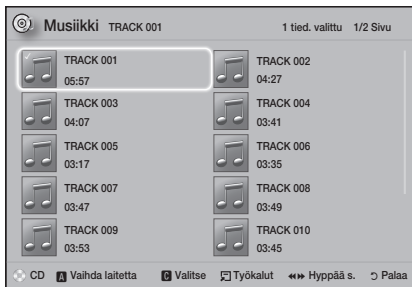 Musiikki TRACK 001 1 tied. valittu 1/2 Sivu
TRACK 001 TRACK 002
05:57 04:27
TRACK 003 TRACK 004
04:07 03:41
TRACK 005 TRACK 006
03:17 03:35
TRACK 007 TRACK 008
03:47 03:49
TRACK 009 TRACK 010
03:53 03:45
CD A Vaihda laitetta C Valitse Työkalut Hyppää s. Palaa